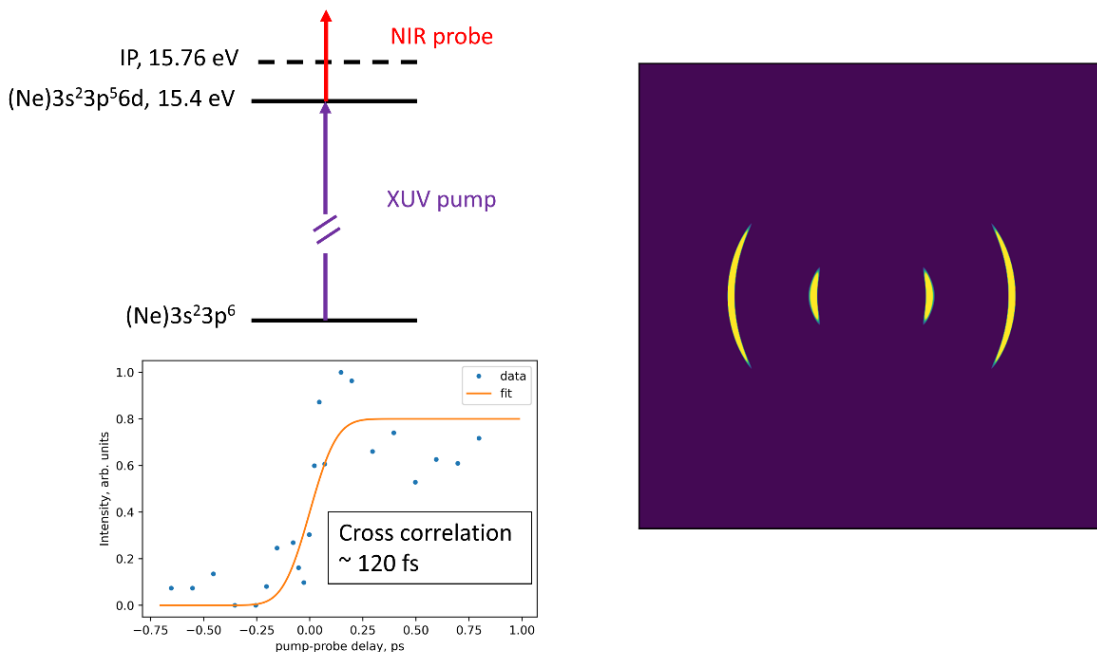 NIR probe
IP, 15.76 eV
(Ne)3s²3p⁵6d, 15.4 eV
XUV pump
(Ne)3s²3p⁶
1.0
0.8
0.6
0.4
0.2
0.0
Intensity, arb. units
data
fit
Cross correlation
~ 120 fs
−0.75 −0.50 −0.25 0.00 0.25 0.50 0.75 1.00
pump-probe delay, ps